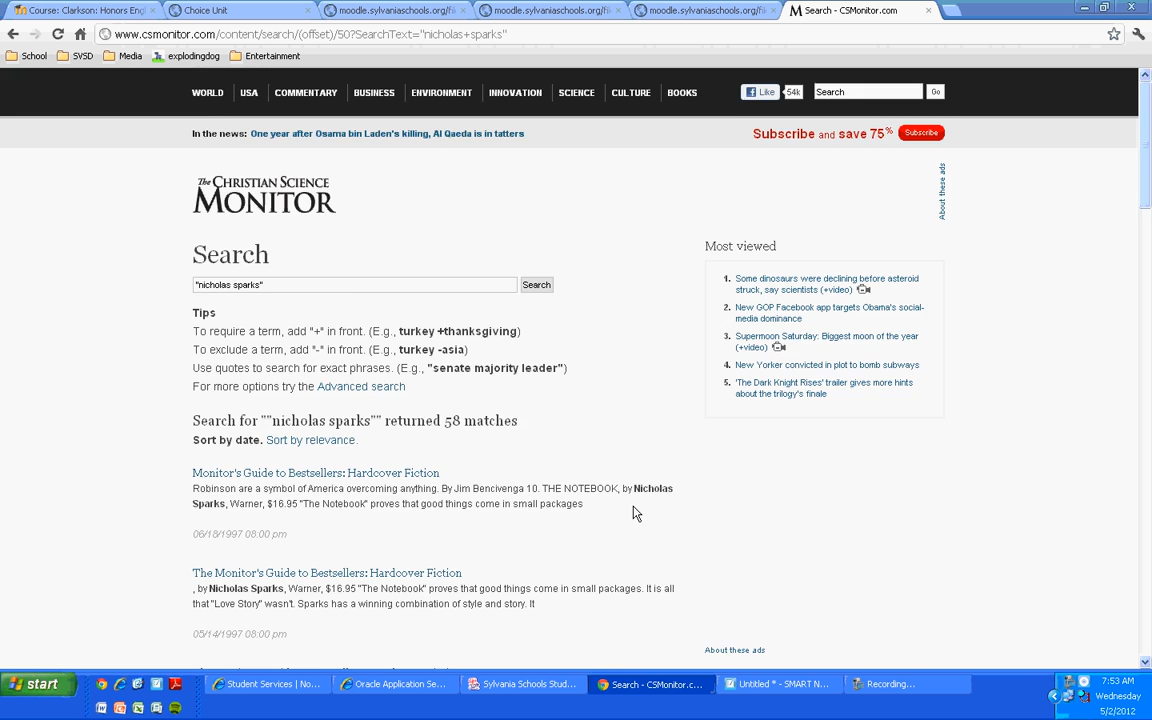 Course: Clarkson: Honors Eng
Choice Unit
moodle.sylvaniaschools.org/fil
moodle.sylvaniaschools.org/fil
moodle.sylvaniaschools.org/fil
Search - CSMonitor.com
www.csmonitor.com/content/search/(offset)/50?SearchText="nicholas+sparks"
School
SVSD
Media
explodingdog
Entertainment
WORLD USA COMMENTARY BUSINESS ENVIRONMENT INNOVATION SCIENCE CULTURE BOOKS
Like 54k
Search Go
In the news: One year after Osama bin Laden's killing, Al Qaeda is in tatters
Subscribe and save 75% Subscribe
About these ads
The CHRISTIAN SCIENCE
MONITOR
Search
"nicholas sparks" Search
Tips
To require a term, add "+" in front. (E.g., turkey +thanksgiving)
To exclude a term, add "-" in front. (E.g., turkey -asia)
Use quotes to search for exact phrases. (E.g., "senate majority leader")
For more options try the Advanced search
Search for ""nicholas sparks"" returned 58 matches
Sort by date. Sort by relevance.
Monitor's Guide to Bestsellers: Hardcover Fiction
Robinson are a symbol of America overcoming anything. By Jim Bencivenga 10. THE NOTEBOOK, by Nicholas
Sparks, Warner, $16.95 "The Notebook" proves that good things come in small packages
06/18/1997 08:00 pm
The Monitor's Guide to Bestsellers: Hardcover Fiction
, by Nicholas Sparks, Warner, $16.95 "The Notebook" proves that good things come in small packages. It is all
that "Love Story" wasn't. Sparks has a winning combination of style and story. It
05/14/1997 08:00 pm
Most viewed
1. Some dinosaurs were declining before asteroid
struck, say scientists (+video)
2. New GOP Facebook app targets Obama's social-
media dominance
3. Supermoon Saturday: Biggest moon of the year
(+video)
4. New Yorker convicted in plot to bomb subways
5. 'The Dark Knight Rises' trailer gives more hints
about the trilogy's finale
About these ads
start
Student Services | No...
Oracle Application Se...
Sylvania Schools Stud...
Search - CSMonitor.c...
Untitled * - SMART N...
Recording...
7:53 AM
Wednesday
5/2/2012